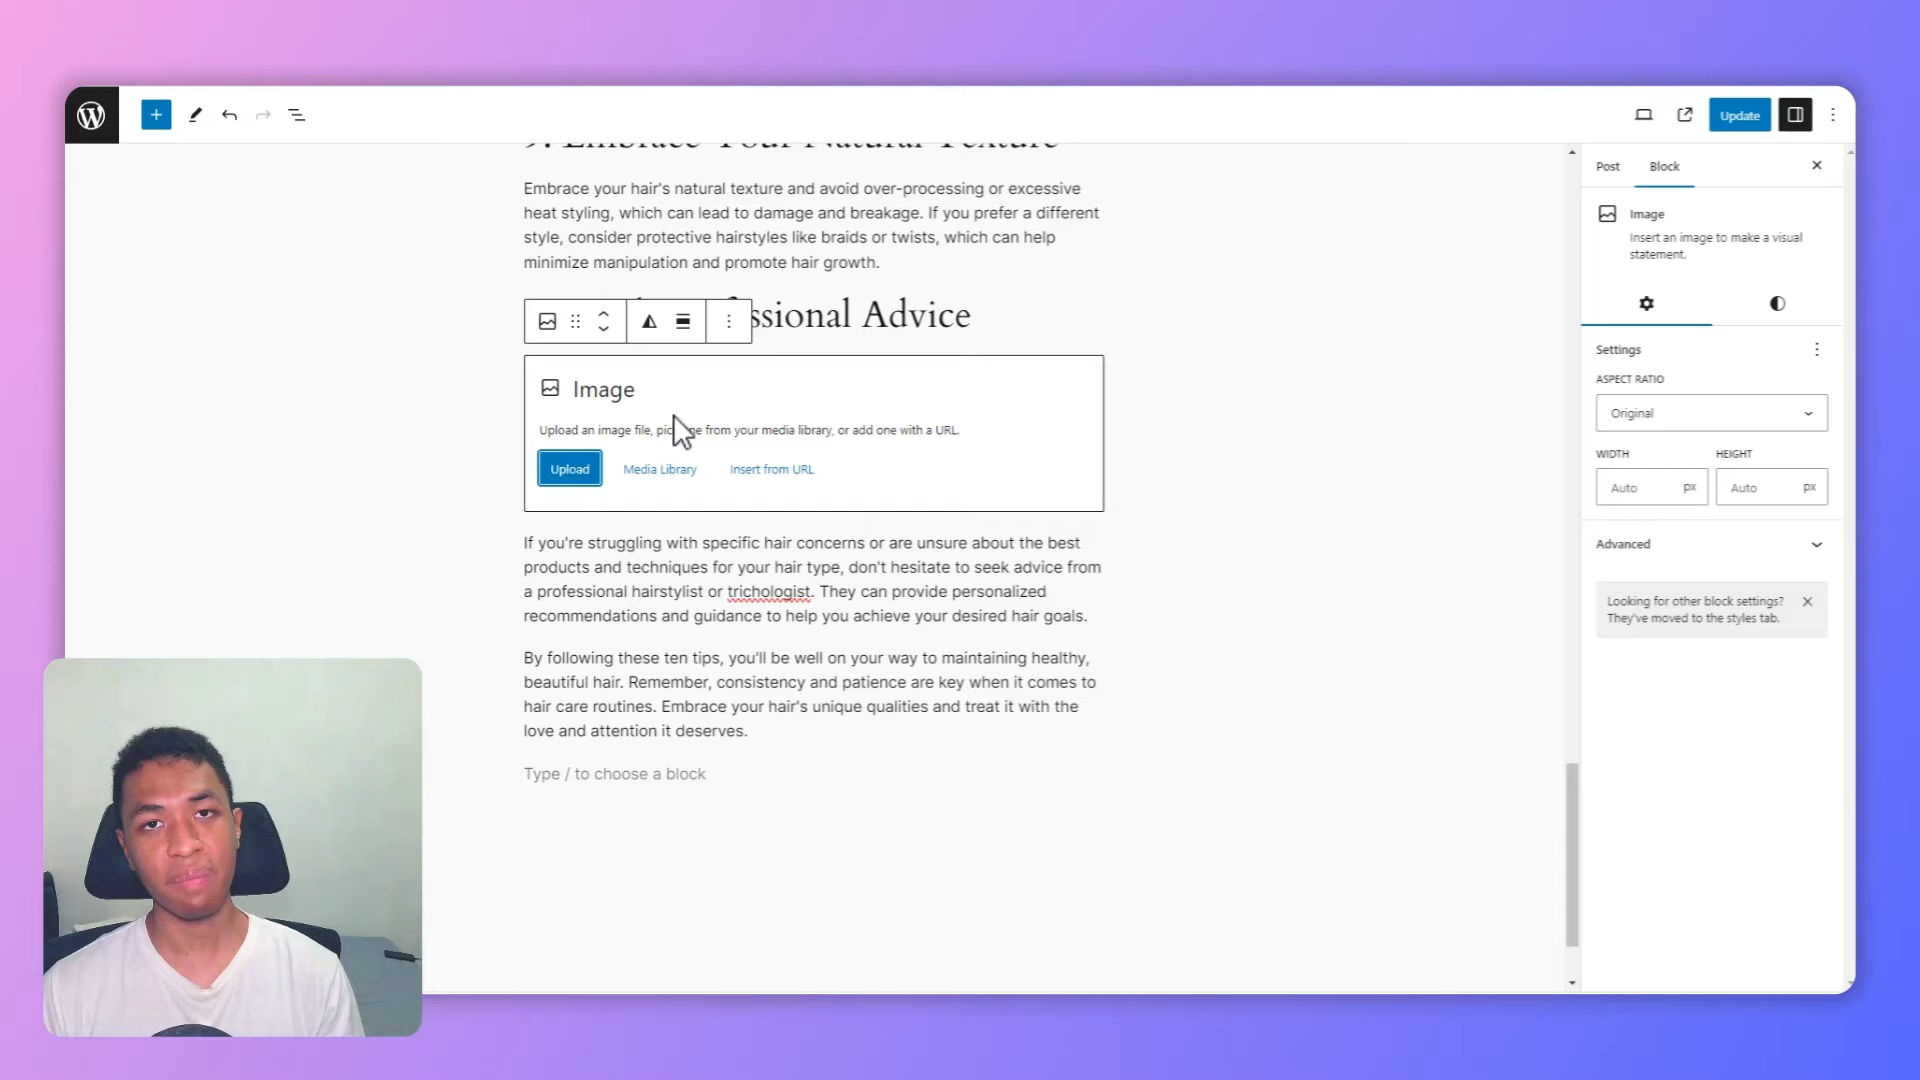 Update
9. Embrace Your Natural Texture
Embrace your hair's natural texture and avoid over-processing or excessive
heat styling, which can lead to damage and breakage. If you prefer a different
style, consider protective hairstyles like braids or twists, which can help
minimize manipulation and promote hair growth.
ssional Advice
Image
Upload an image file, pic ge from your media library, or add one with a URL.
Upload Media Library Insert from URL
If you're struggling with specific hair concerns or are unsure about the best
products and techniques for your hair type, don't hesitate to seek advice from
a professional hairstylist or trichologist. They can provide personalized
recommendations and guidance to help you achieve your desired hair goals.
By following these ten tips, you'll be well on your way to maintaining healthy,
beautiful hair. Remember, consistency and patience are key when it comes to
hair care routines. Embrace your hair's unique qualities and treat it with the
love and attention it deserves.
Type / to choose a block
Post Block
Image
Insert an image to make a visual
statement.
Settings
ASPECT RATIO
Original
WIDTH HEIGHT
Auto px Auto px
Advanced
Looking for other block settings?
They've moved to the styles tab.